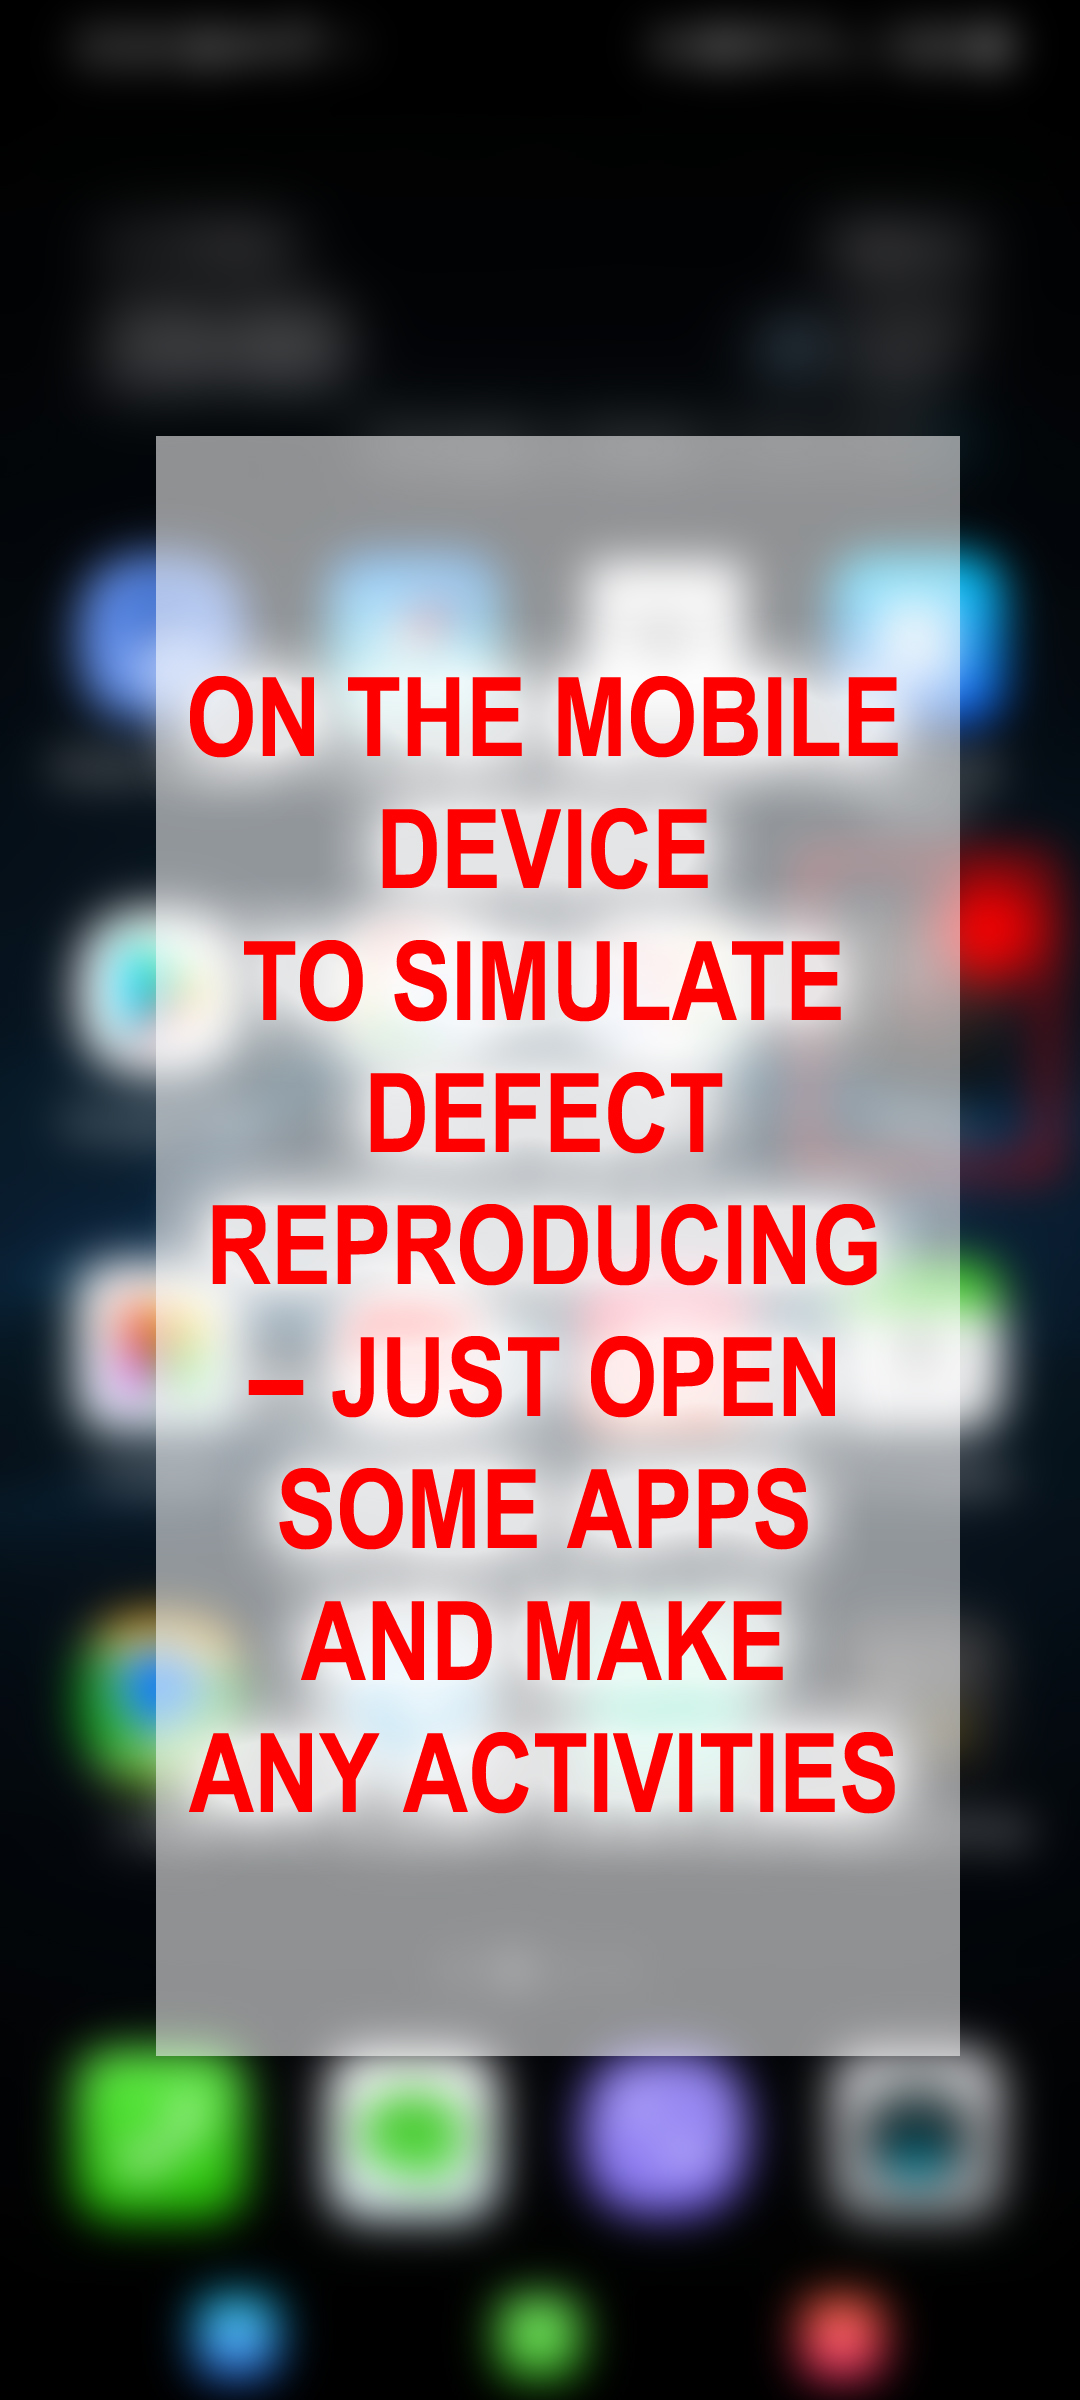 ON THE MOBILE
DEVICE
TO SIMULATE
DEFECT
REPRODUCING
– JUST OPEN
SOME APPS
AND MAKE
ANY ACTIVITIES